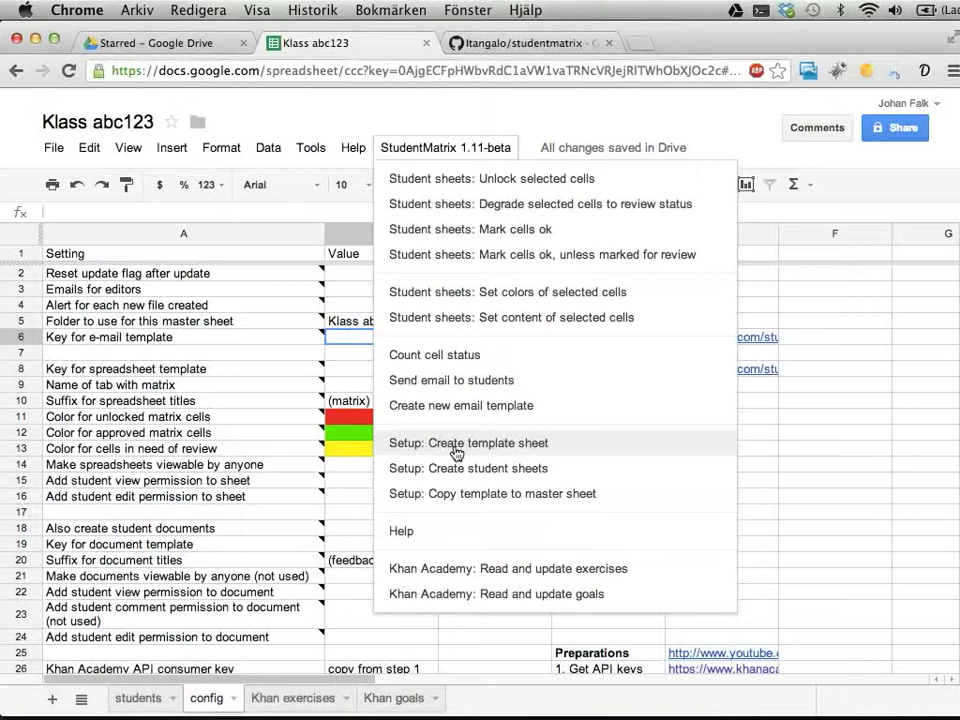 Chrome Arkiv Redigera Visa Historik Bokmärken Fönster Hjälp
Starred - Google Drive Klass abc123 Itangalo/studentmatrix
https://docs.google.com/spreadsheet/ccc?key=0AjgECFpHWbvRdC1aVW1vaTRNcVRJejRlTWhObXJOc2c#...
Johan Falk
Klass abc123
Comments Share
File Edit View Insert Format Data Tools Help StudentMatrix 1.11-beta All changes saved in Drive
$ % 123 Arial 10 Σ
Student sheets: Unlock selected cells
Student sheets: Degrade selected cells to review status
Student sheets: Mark cells ok
Student sheets: Mark cells ok, unless marked for review
Student sheets: Set colors of selected cells
Student sheets: Set content of selected cells
Count cell status
Send email to students
Create new email template
Setup: Create template sheet
Setup: Create student sheets
Setup: Copy template to master sheet
Help
Khan Academy: Read and update exercises
Khan Academy: Read and update goals
fx
A F G
1 Setting Value
2 Reset update flag after update
3 Emails for editors
4 Alert for each new file created
5 Folder to use for this master sheet Klass ab
6 Key for e-mail template com/stu
7
8 Key for spreadsheet template com/stu
9 Name of tab with matrix
10 Suffix for spreadsheet titles (matrix)
11 Color for unlocked matrix cells
12 Color for approved matrix cells
13 Color for cells in need of review
14 Make spreadsheets viewable by anyone
15 Add student view permission to sheet
16 Add student edit permission to sheet
17
18 Also create student documents
19 Key for document template
20 Suffix for document titles (feedbac
21 Make documents viewable by anyone (not used)
22 Add student view permission to document
23 Add student comment permission to document
(not used)
24 Add student edit permission to document
25 Preparations http://www.youtube.c
26 Khan Academy API consumer key copy from step 1 1. Get API keys https://www.khanaca
students config Khan exercises Khan goals